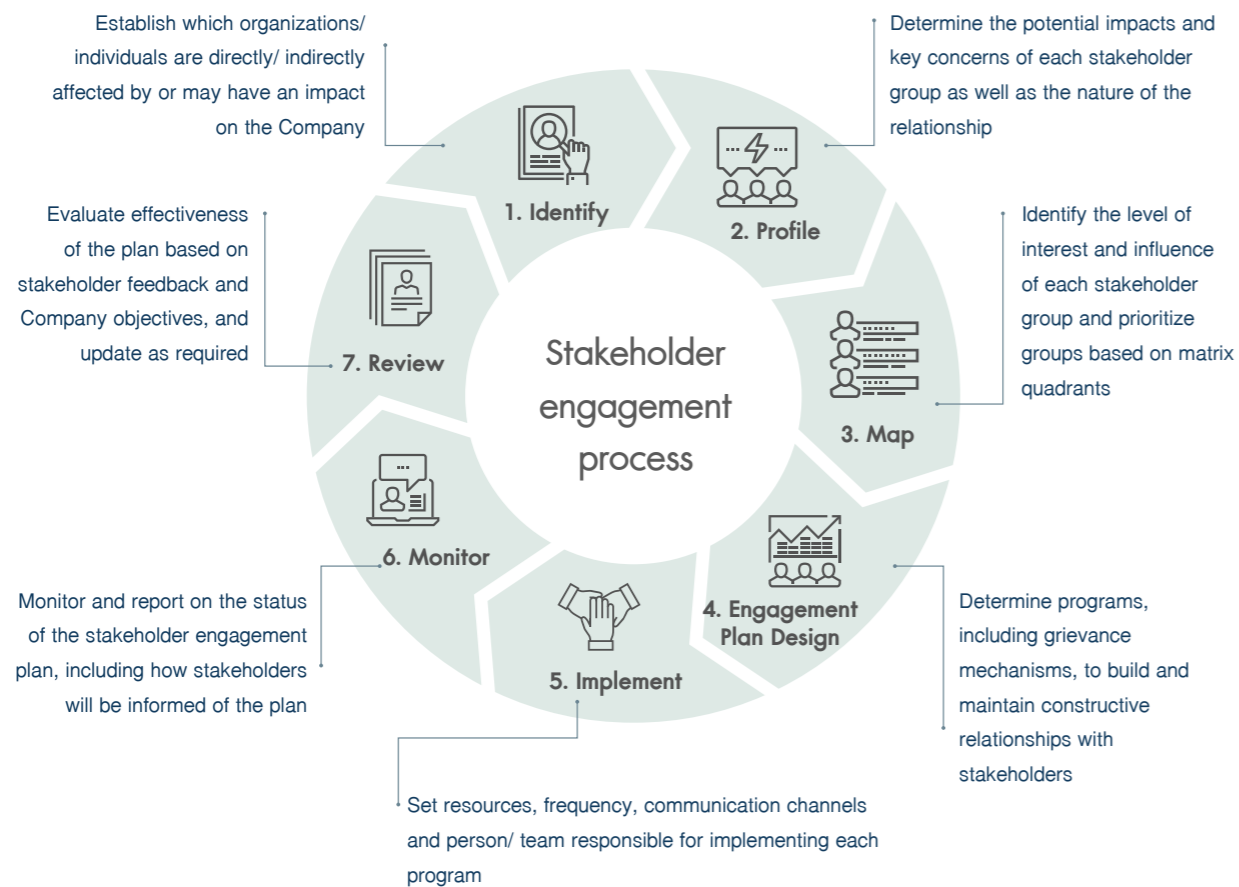 Establish which organizations/
individuals are directly/ indirectly
affected by or may have an impact
on the Company
Determine the potential impacts and
key concerns of each stakeholder
group as well as the nature of the
relationship
1. Identify
2. Profile
Evaluate effectiveness
of the plan based on
stakeholder feedback and
Company objectives, and
update as required
Identify the level of
interest and influence
of each stakeholder
group and prioritize
groups based on matrix
quadrants
7. Review
Stakeholder
engagement
process
3. Map
6. Monitor
4. Engagement
Plan Design
5. Implement
Monitor and report on the status
of the stakeholder engagement
plan, including how stakeholders
will be informed of the plan
Determine programs,
including grievance
mechanisms, to build and
maintain constructive
relationships with
stakeholders
Set resources, frequency, communication channels
and person/ team responsible for implementing each
program